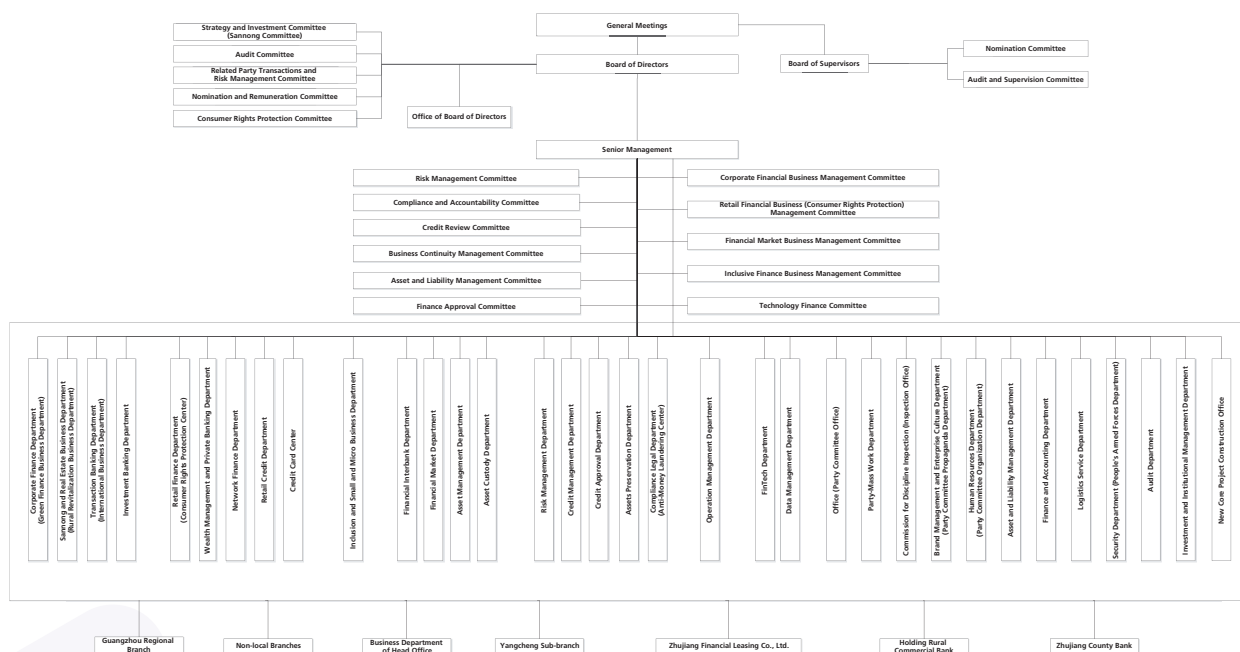 General Meetings
Strategy and Investment Committee
(Sannong Committee)
Audit Committee
Related Party Transactions and
Risk Management Committee
Nomination and Remuneration Committee
Consumer Rights Protection Committee
Board of Directors
Office of Board of Directors
Board of Supervisors
Nomination Committee
Audit and Supervision Committee
Senior Management
Risk Management Committee
Compliance and Accountability Committee
Credit Review Committee
Business Continuity Management Committee
Asset and Liability Management Committee
Finance Approval Committee
Corporate Financial Business Management Committee
Retail Financial Business (Consumer Rights Protection)
Management Committee
Financial Market Business Management Committee
Inclusive Finance Business Management Committee
Technology Finance Committee
Corporate Finance Department
(Green Finance Business Department)
Sannong and Real Estate Business Department
(Rural Revitalization Business Department)
Transaction Banking Department
(International Business Department)
Investment Banking Department
Retail Finance Department
(Consumer Rights Protection Center)
Wealth Management and Private Banking Department
Network Finance Department
Retail Credit Department
Credit Card Center
Inclusion and Small and Micro Business Department
Financial Interbank Department
Financial Market Department
Asset Management Department
Asset Custody Department
Risk Management Department
Credit Management Department
Credit Approval Department
Assets Preservation Department
Compliance Legal Department
(Anti-Money Laundering Center)
Operation Management Department
FinTech Department
Data Management Department
Office (Party Committee Office)
Party-Mass Work Department
Commission for Discipline Inspection (Inspection Office)
Brand Management and Enterprise Culture Department
(Party Committee Propaganda Department)
Human Resources Department
(Party Committee Organization Department)
Asset and Liability Management Department
Finance and Accounting Department
Logistics Service Department
Security Department (People's Armed Forces Department)
Audit Department
Investment and Institutional Management Department
New Core Project Construction Office
Guangzhou Regional
Branch
Non-local Branches
Business Department
of Head Office
Yangcheng Sub-branch
Zhujiang Financial Leasing Co., Ltd.
Holding Rural
Commercial Bank
Zhujiang County Bank